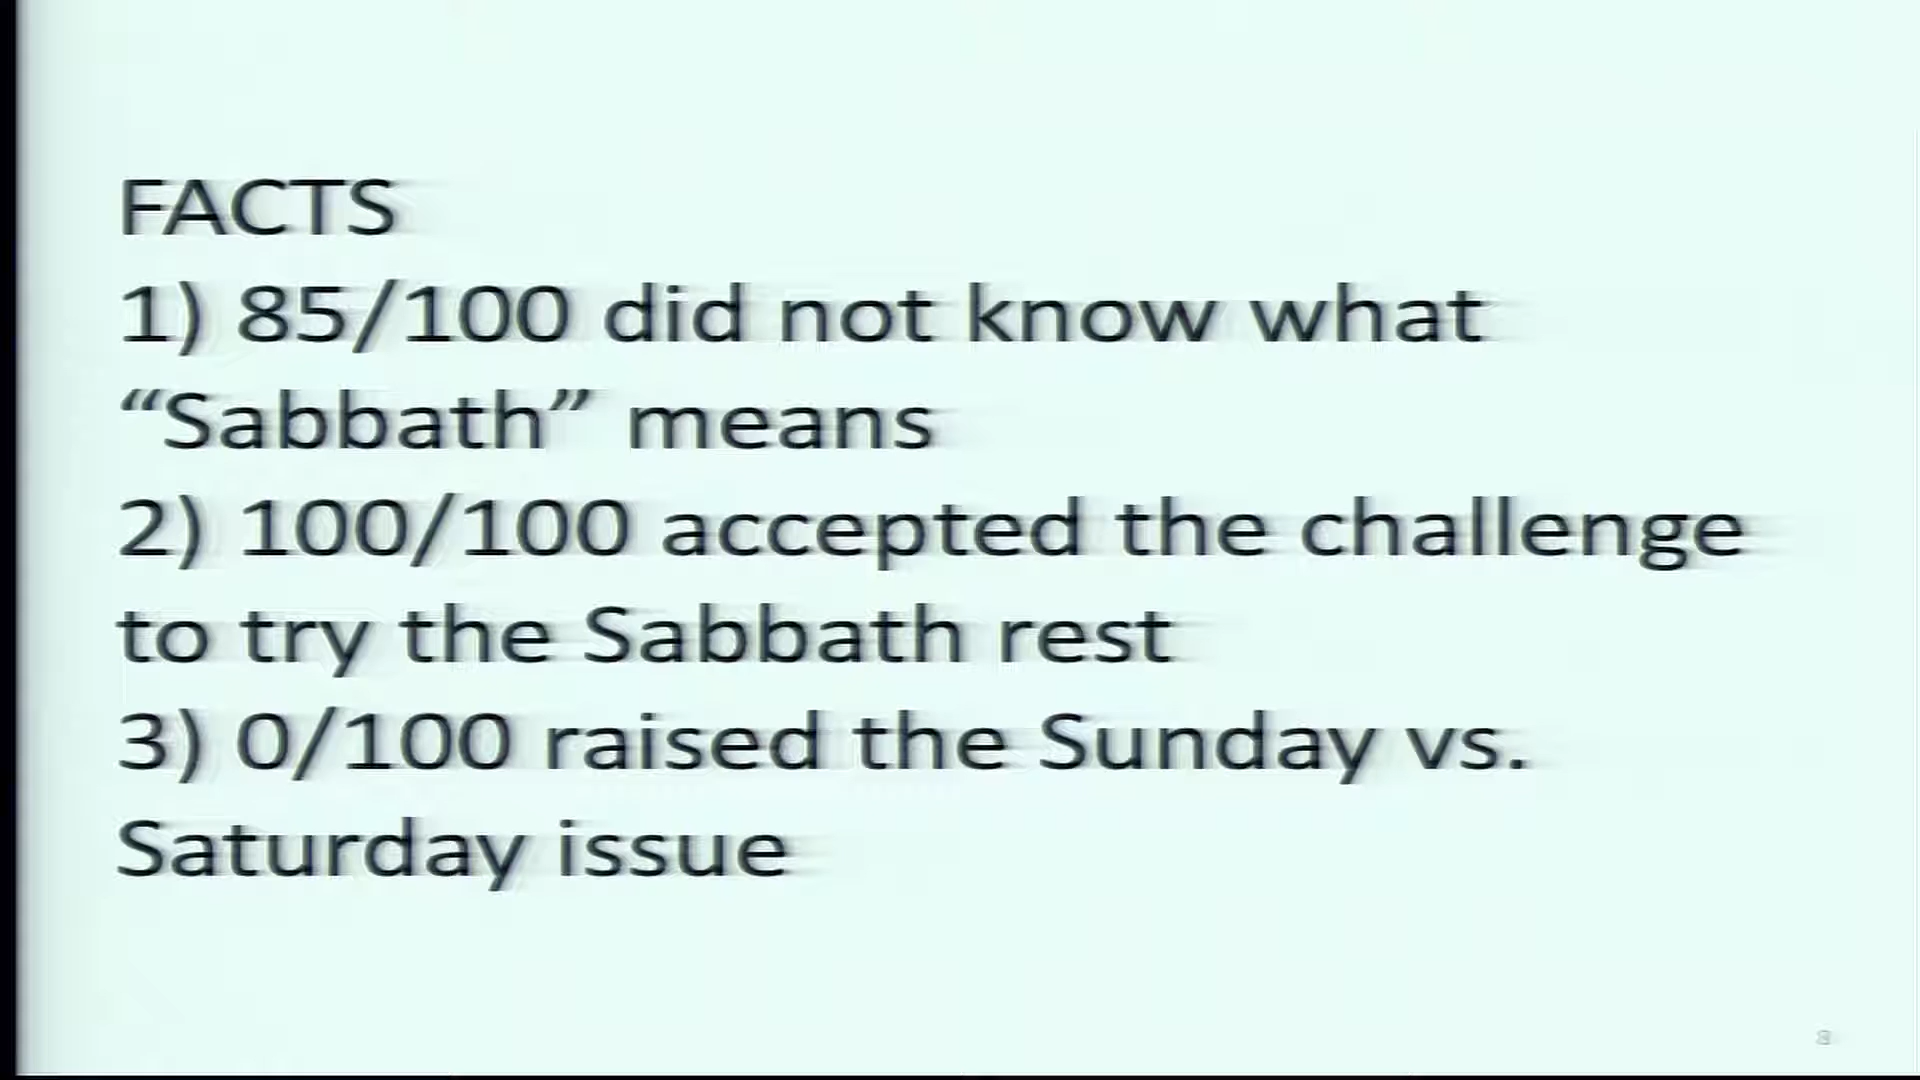 FACTS
1) 85/100 did not know what
“Sabbath” means
2) 100/100 accepted the challenge
to try the Sabbath rest
3) 0/100 raised the Sunday vs.
Saturday issue
8